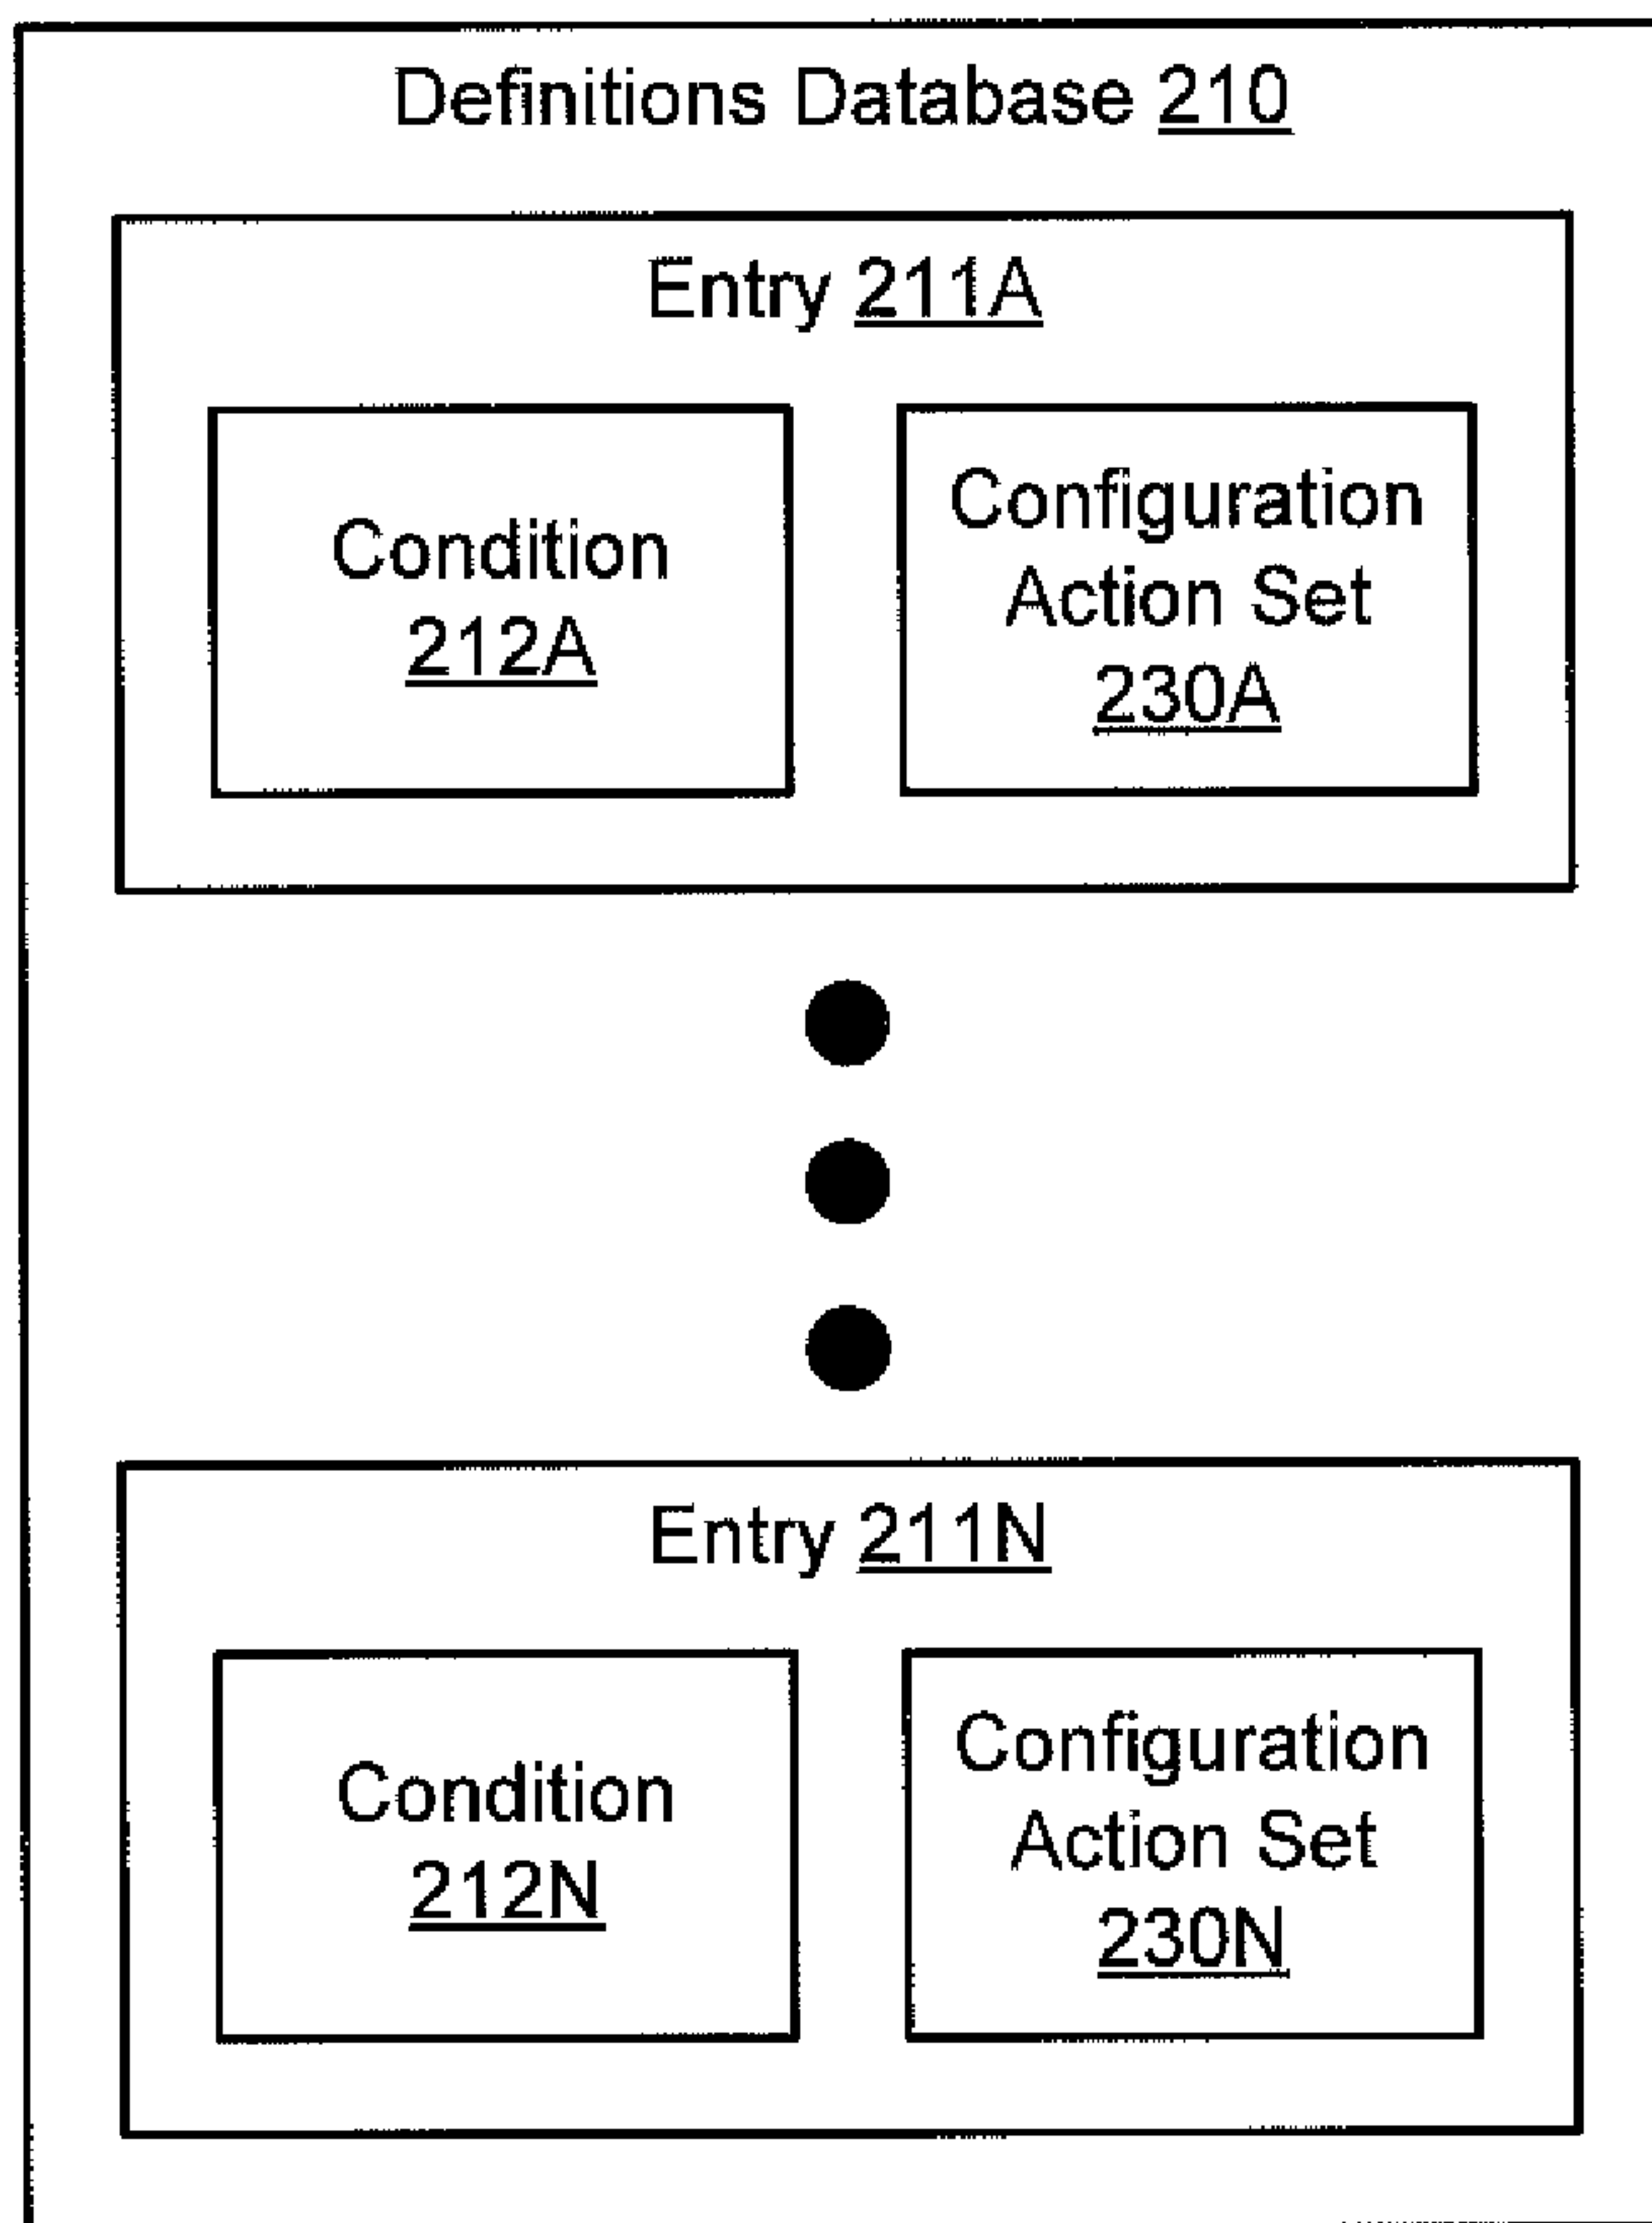 Definitions Database 210
Entry 211A
Condition
212A
Configuration
Action Set
230A
Entry 211N
Condition
212N
Configuration
Action Set
230N